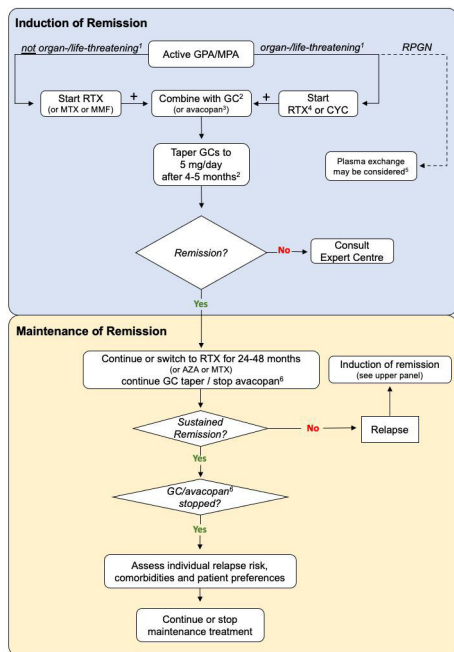 Induction of Remission
not organ-/life-threatening¹
Active GPA/MPA
organ-/life-threatening¹
RPGN
Start RTX
(or MTX or MMF)
+
Combine with GC²
(or avacopan³)
+
Start
RTX⁴ or CYC
Taper GCs to
5 mg/day
after 4-5 months²
Plasma exchange
may be considered⁵
Remission?
No
Consult
Expert Centre
Yes
Maintenance of Remission
Continue or switch to RTX for 24-48 months
(or AZA or MTX)
continue GC taper / stop avacopan⁶
Induction of remission
(see upper panel)
Sustained
Remission?
No
Relapse
Yes
GC/avacopan⁶
stopped?
Yes
Assess individual relapse risk,
comorbidities and patient preferences
Continue or stop
maintenance treatment